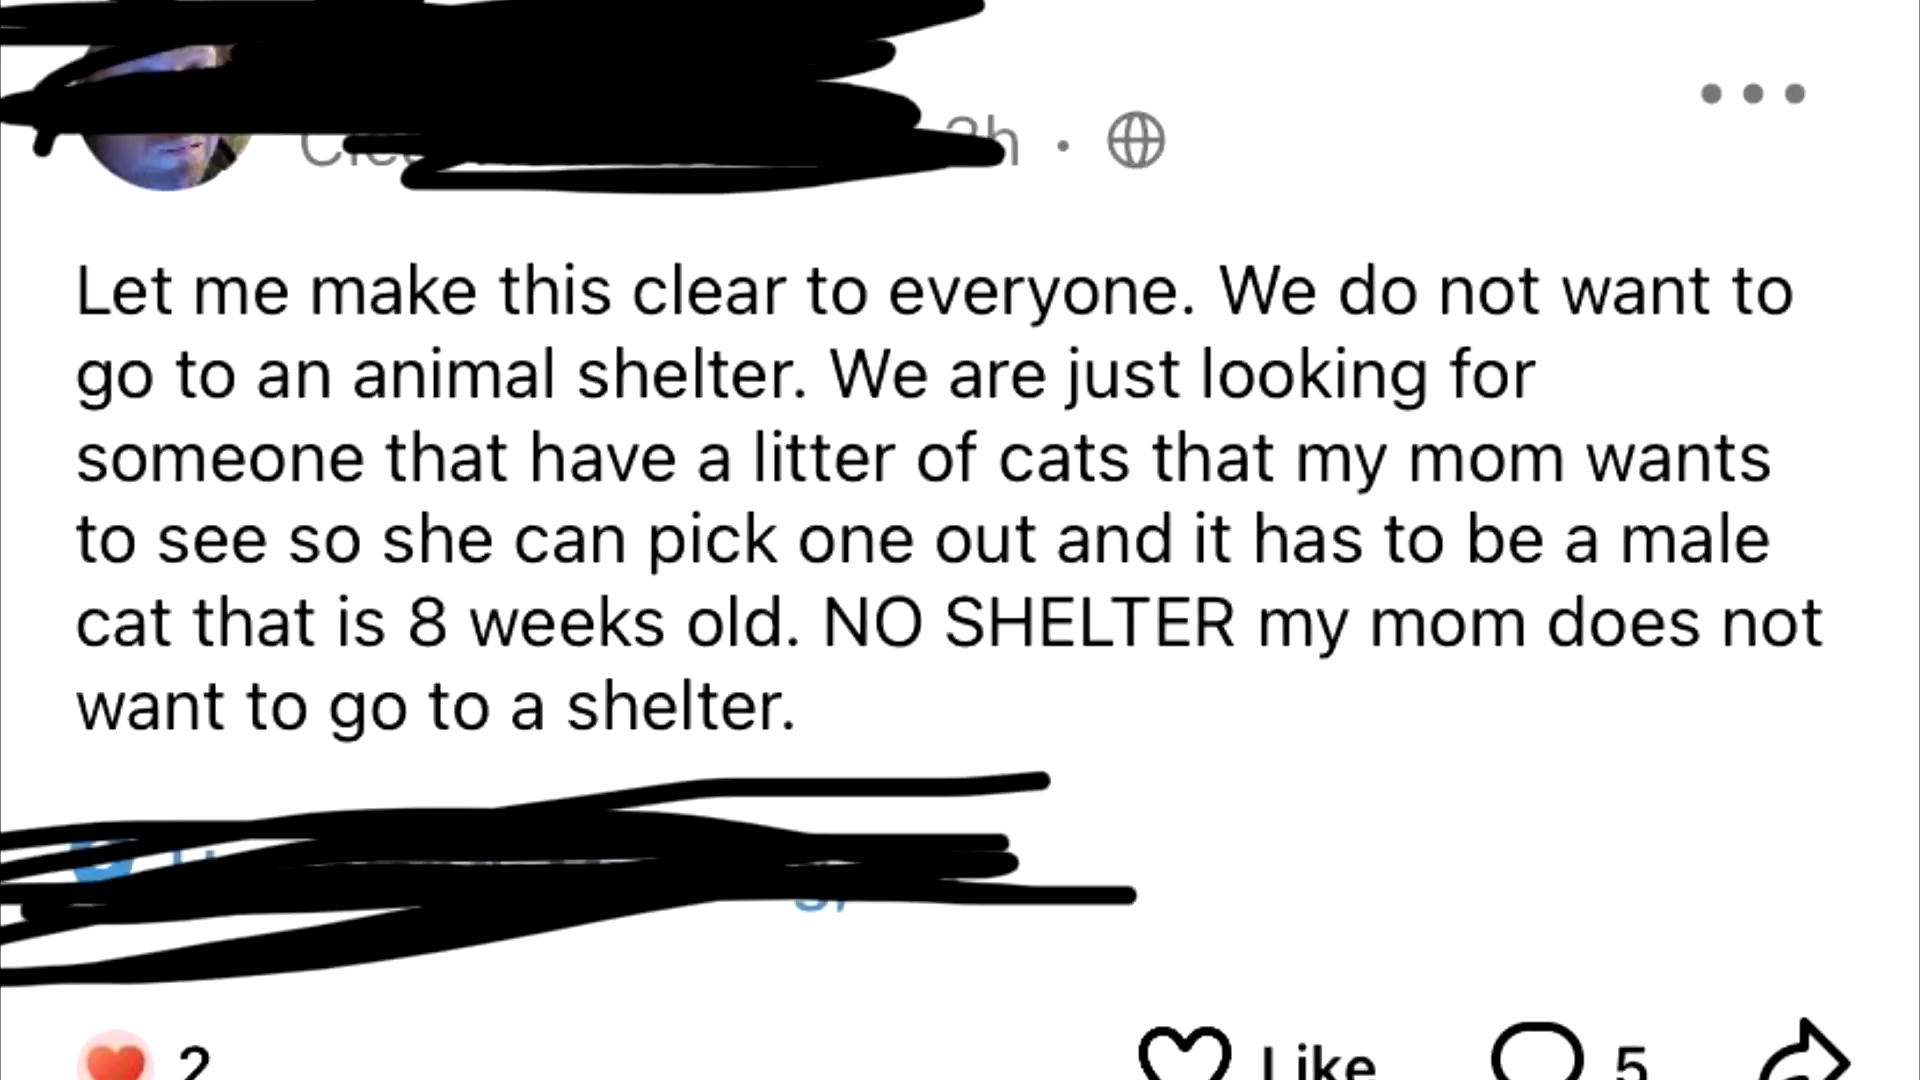 h
Let me make this clear to everyone. We do not want to
go to an animal shelter. We are just looking for
someone that have a litter of cats that my mom wants
to see so she can pick one out and it has to be a male
cat that is 8 weeks old. NO SHELTER my mom does not
want to go to a shelter.
2 Like 5